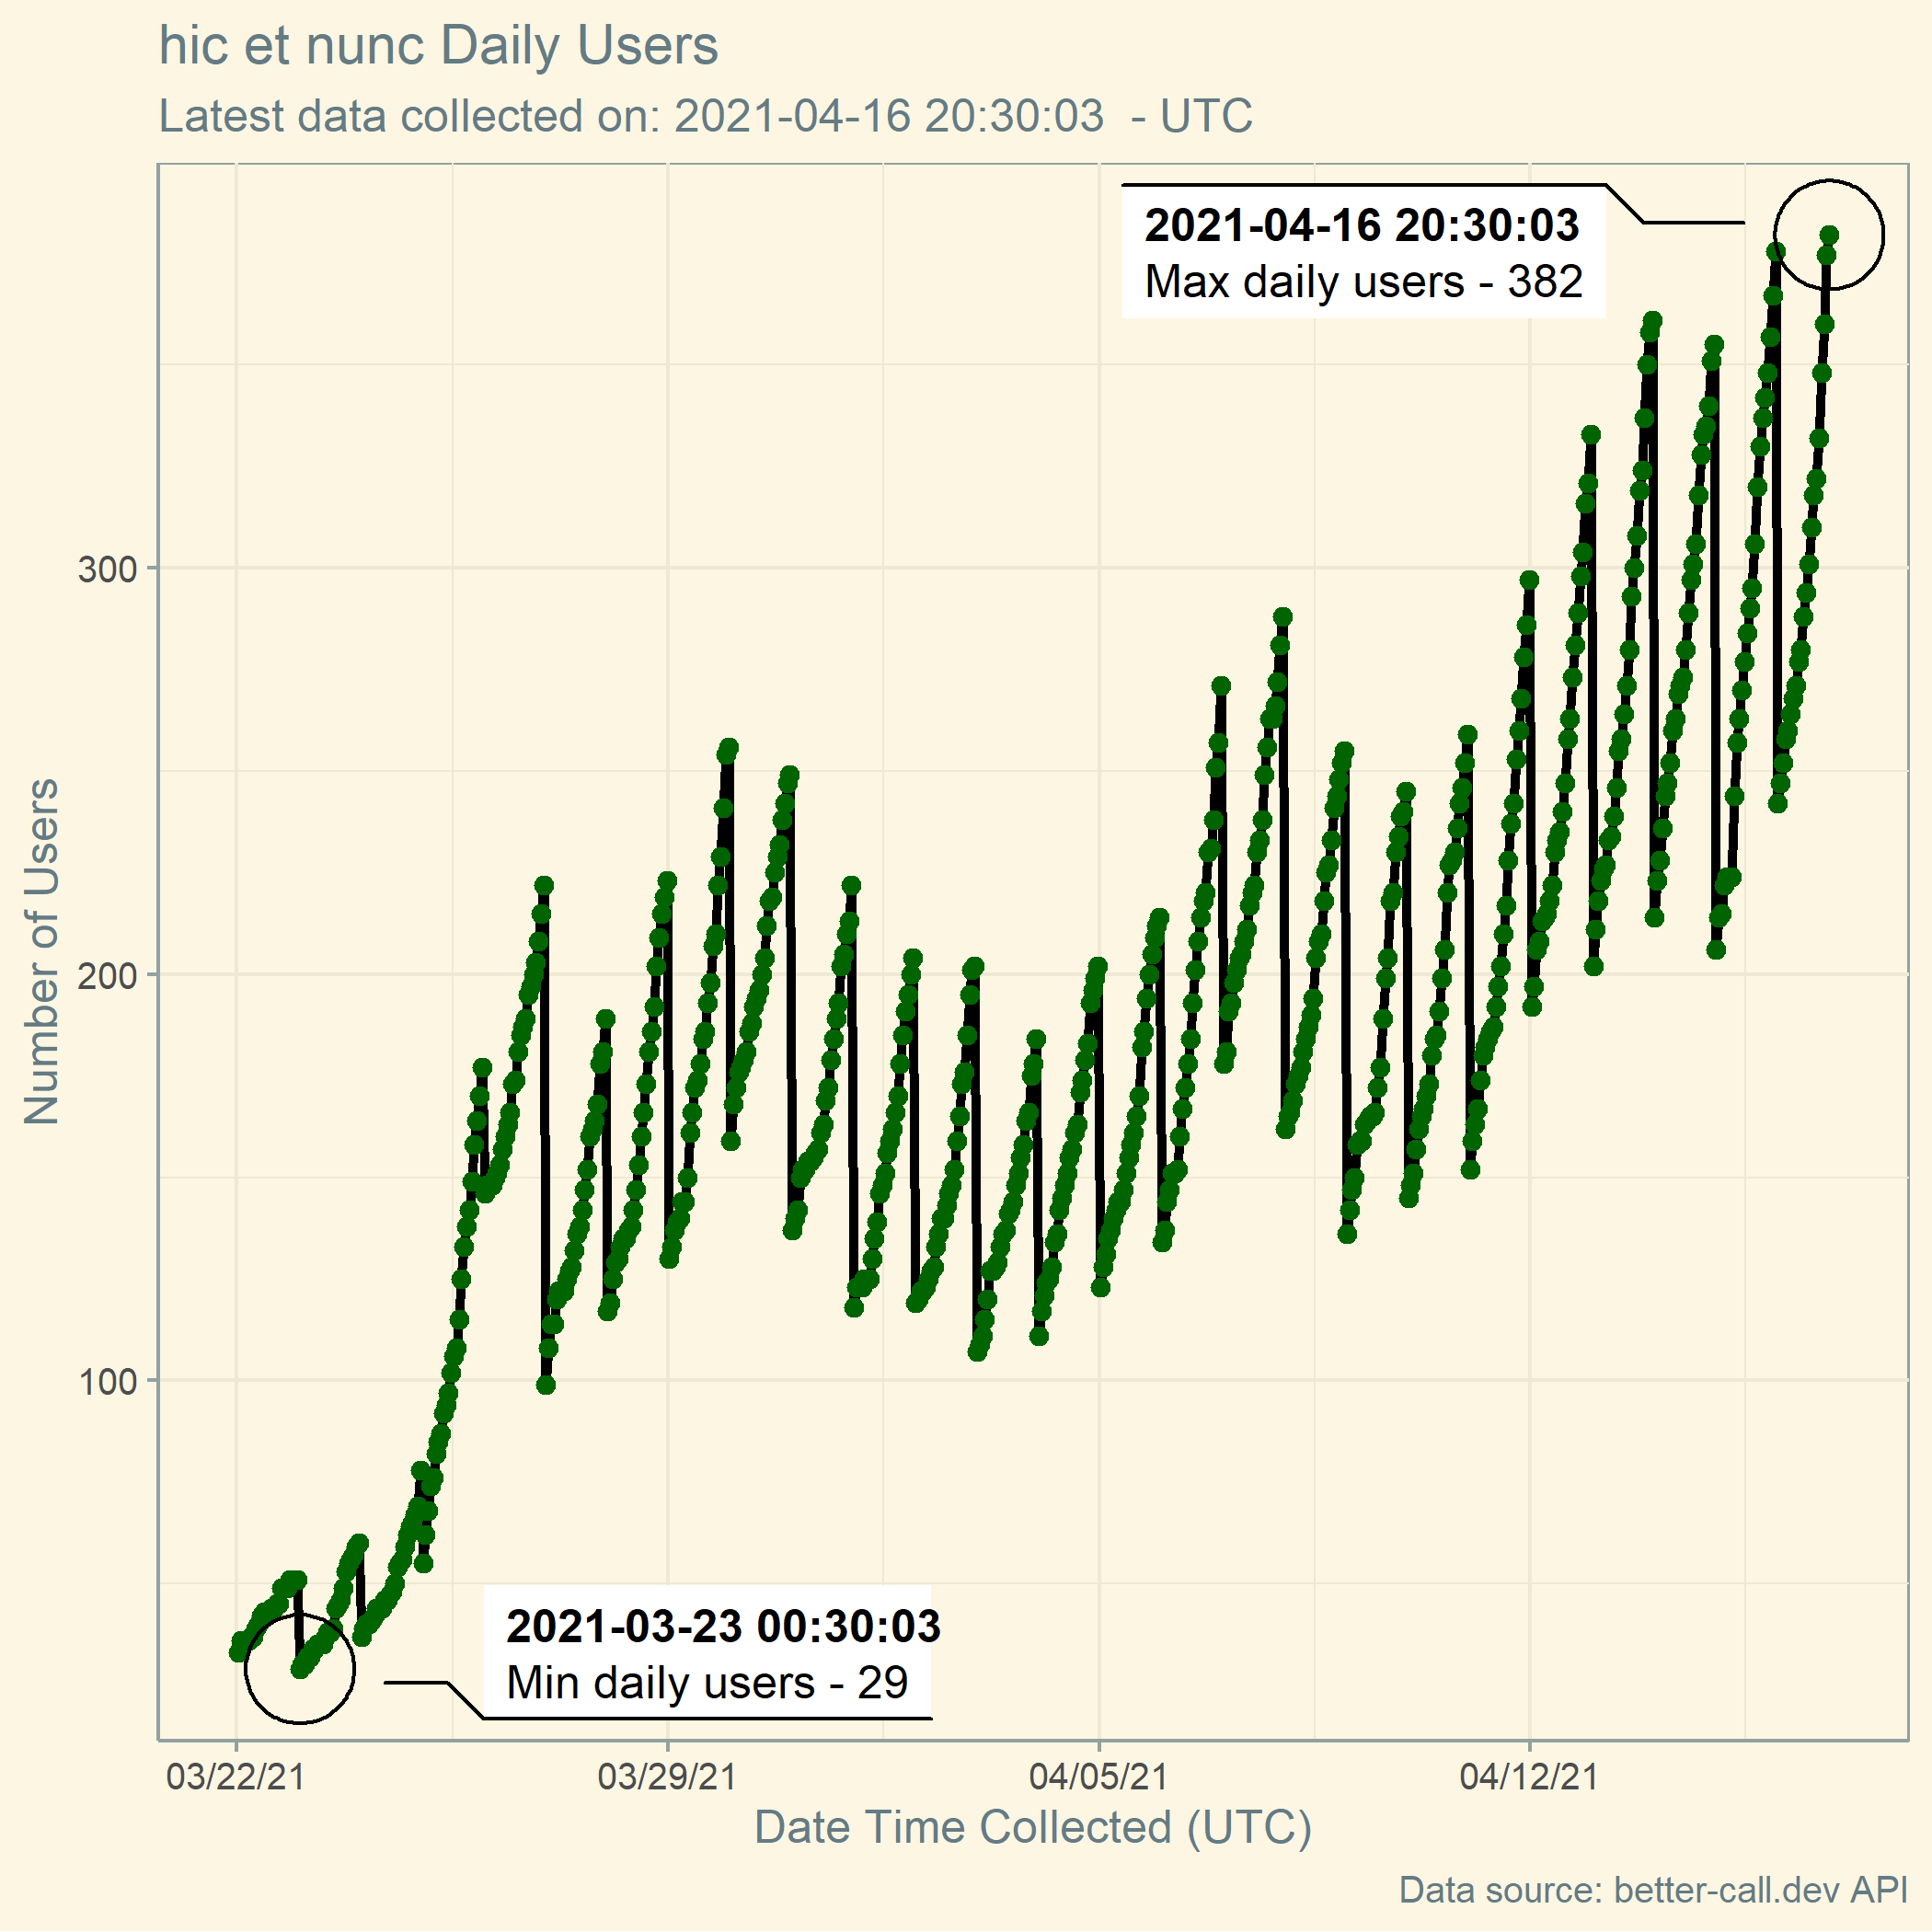 hic et nunc Daily Users
Latest data collected on: 2021-04-16 20:30:03  - UTC
2021-04-16 20:30:03
Max daily users - 382
300
200
100
Number of Users
2021-03-23 00:30:03
Min daily users - 29
03/22/21
03/29/21
04/05/21
04/12/21
Date Time Collected (UTC)
Data source: better-call.dev API